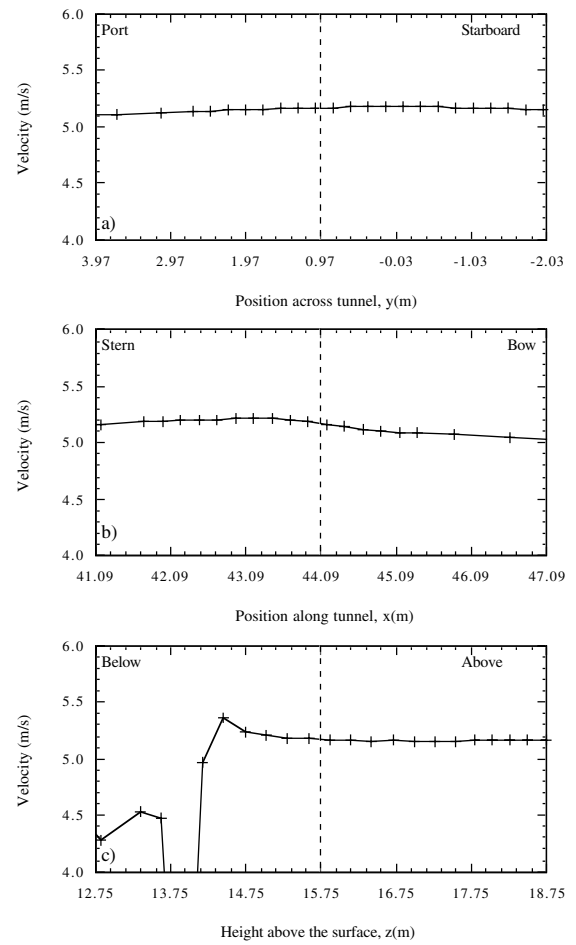 6.0
Port Starboard
5.5
5.0
4.5
a)
4.0
Velocity (m/s)
3.97 2.97 1.97 0.97 -0.03 -1.03 -2.03
Position across tunnel, y(m)
6.0
Stern Bow
5.5
5.0
4.5
b)
4.0
Velocity (m/s)
41.09 42.09 43.09 44.09 45.09 46.09 47.09
Position along tunnel, x(m)
6.0
Below Above
5.5
5.0
4.5
c)
4.0
Velocity (m/s)
12.75 13.75 14.75 15.75 16.75 17.75 18.75
Height above the surface, z(m)